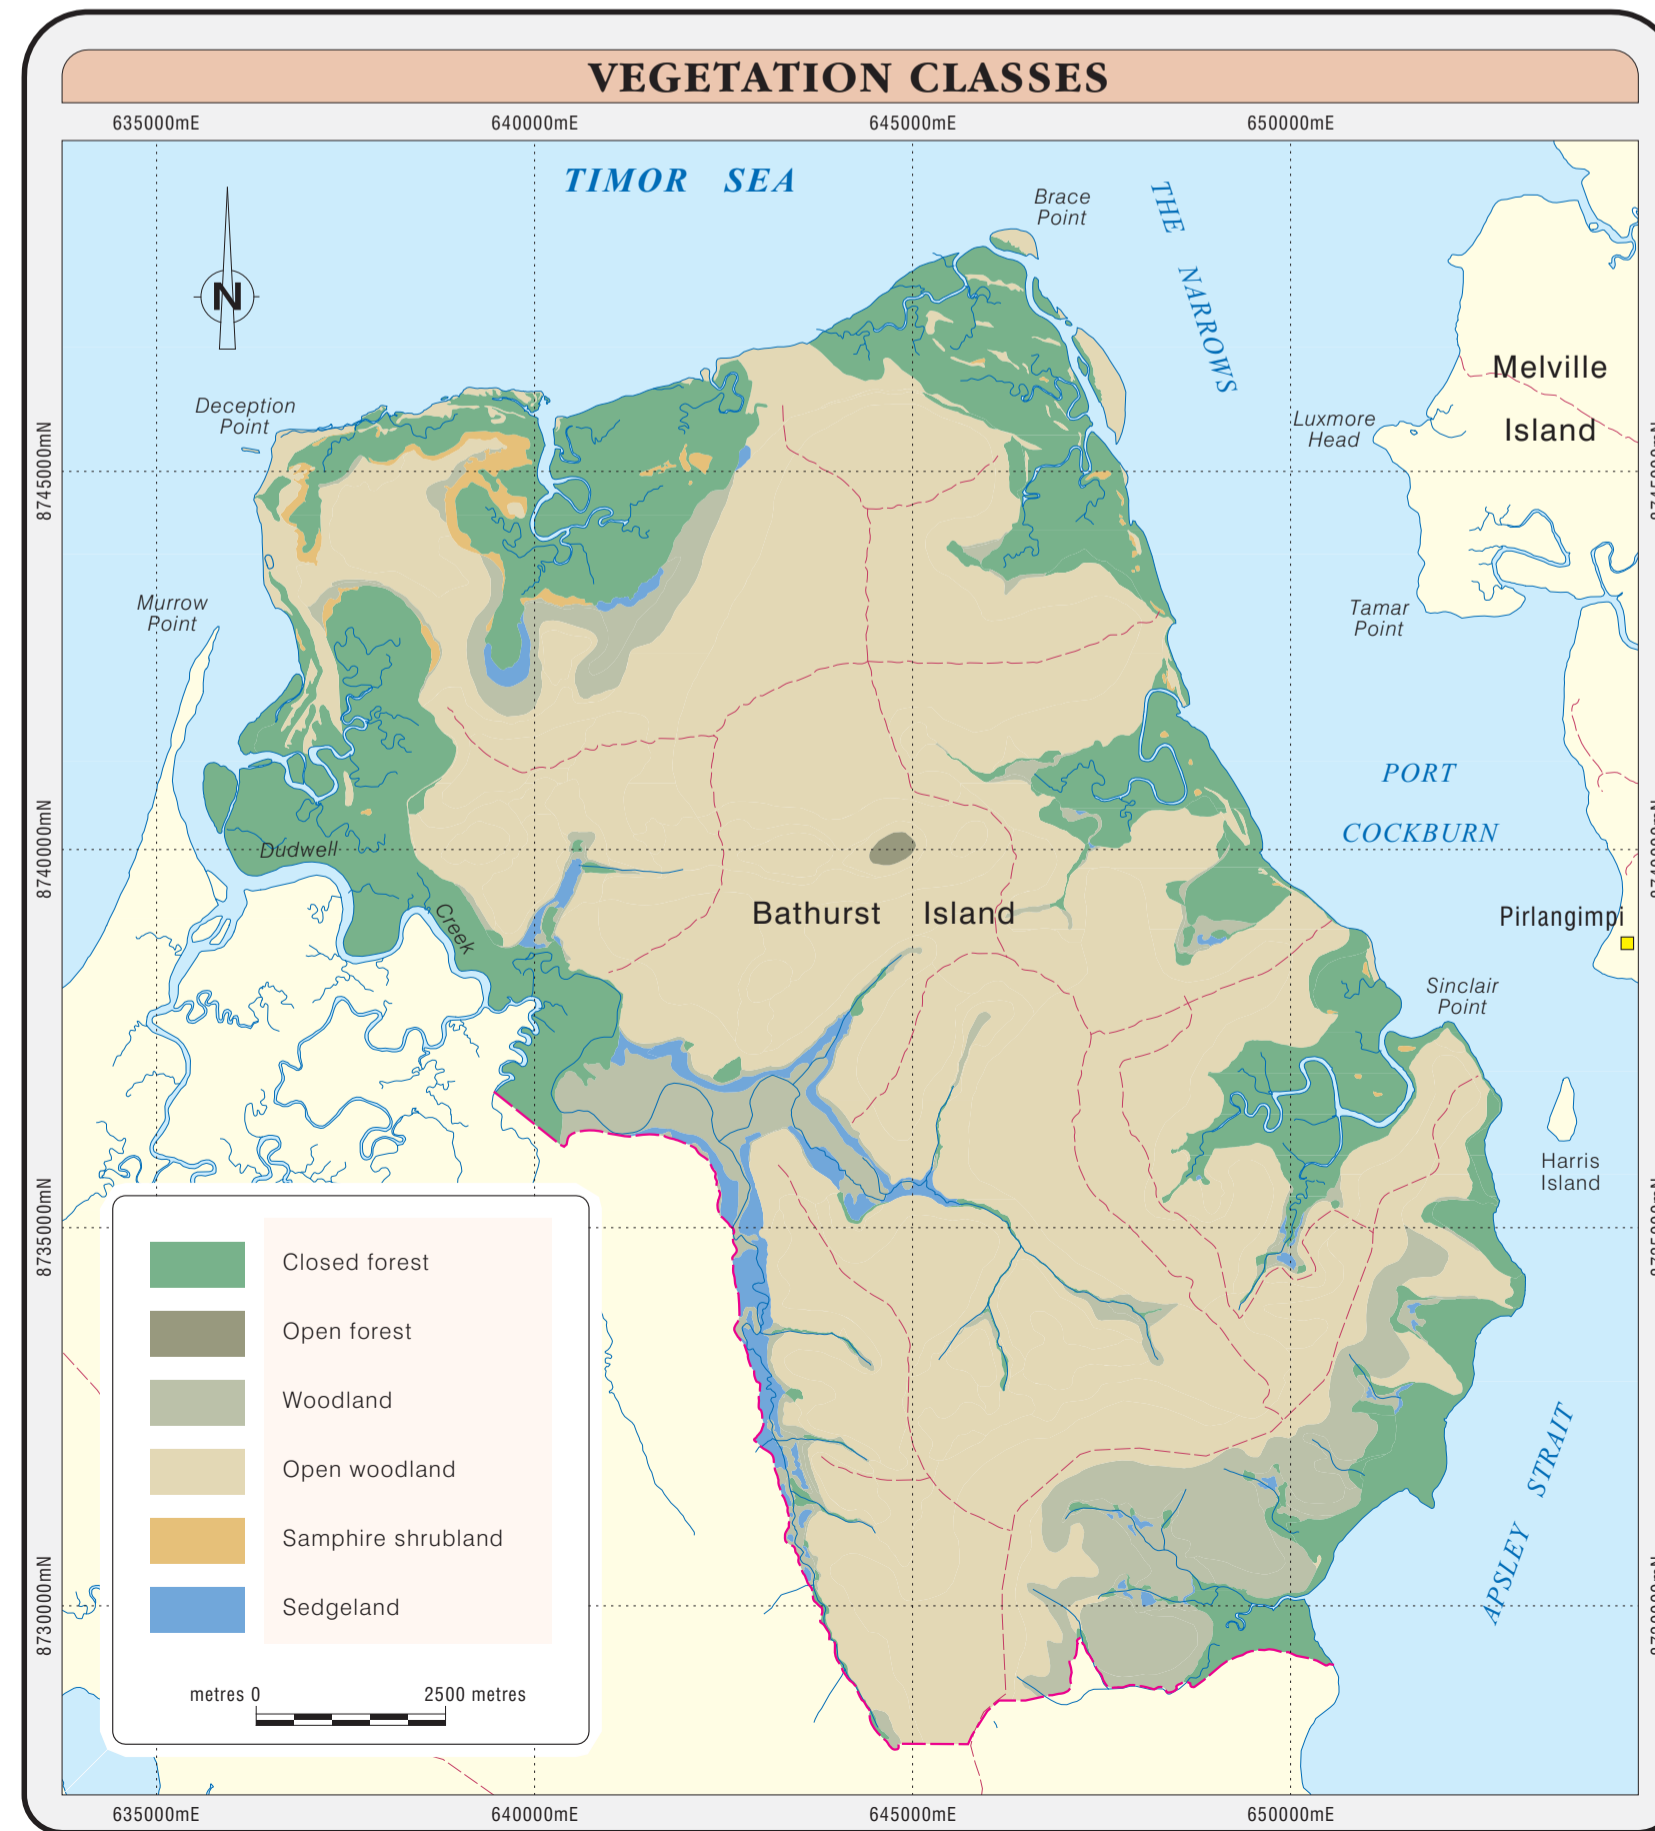 VEGETATION CLASSES
635000mE 640000mE 645000mE 650000mE
TIMOR SEA
Brace
Point
THE NARROWS
N
Melville
Island
Deception
Point
Luxmore
Head
8745000mN
Murrow
Point
Tamar
Point
PORT
COCKBURN
8740000mN
Dudwell
Creek
Bathurst Island
Pirlangimpi
Sinclair
Point
Harris
Island
8735000mN
Closed forest
Open forest
Woodland
Open woodland
Samphire shrubland
Sedgeland
APSLEY STRAIT
8730000mN
metres 0 2500 metres
635000mE 640000mE 645000mE 650000mE